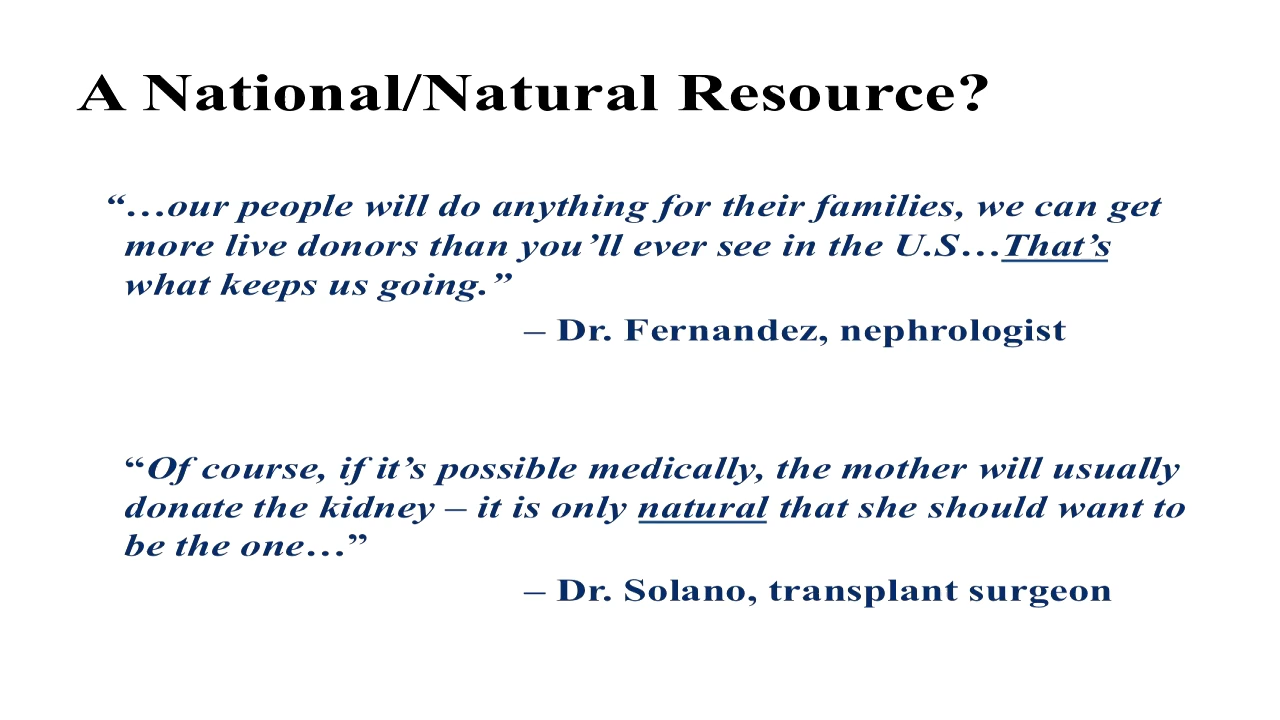 A National/Natural Resource?
“…our people will do anything for their families, we can get
more live donors than you’ll ever see in the U.S…That’s
what keeps us going.”
– Dr. Fernandez, nephrologist
“Of course, if it’s possible medically, the mother will usually
donate the kidney – it is only natural that she should want to
be the one…”
– Dr. Solano, transplant surgeon